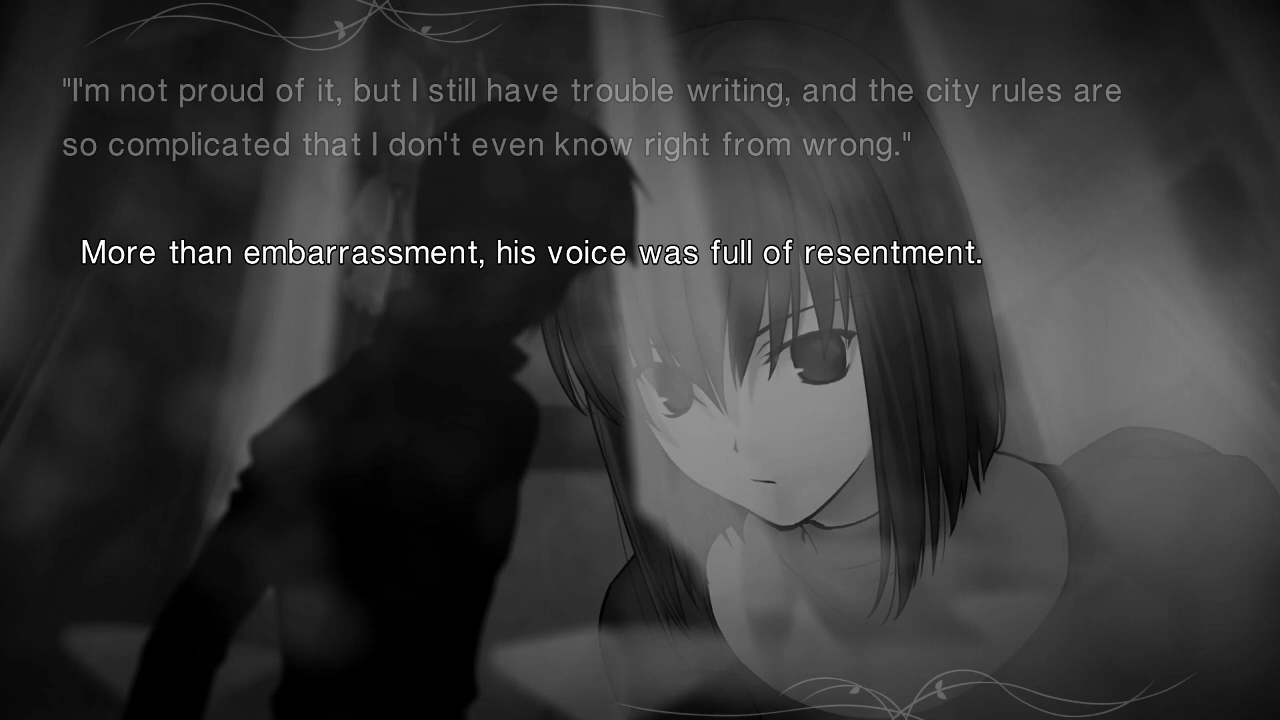 "I'm not proud of it, but I still have trouble writing, and the city rules are
so complicated that I don't even know right from wrong."
More than embarrassment, his voice was full of resentment.